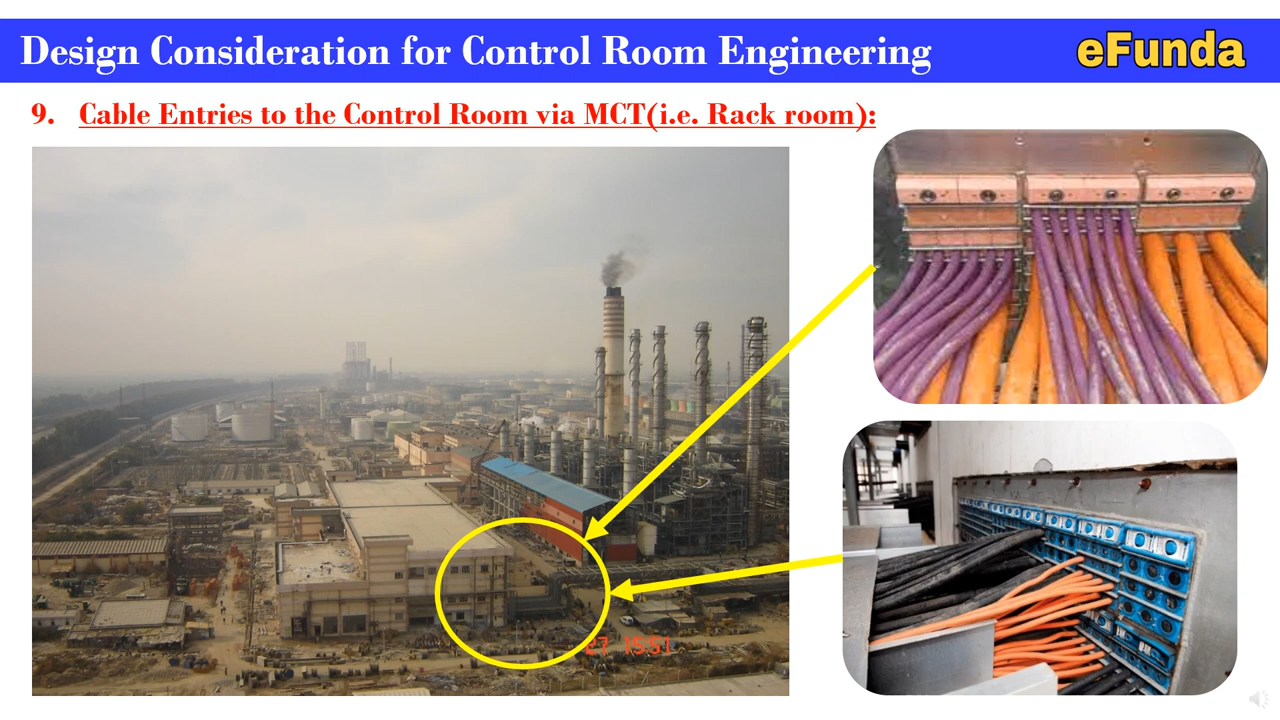 Design Consideration for Control Room Engineering
eFunda
9. Cable Entries to the Control Room via MCT(i.e. Rack room):
27 15:51